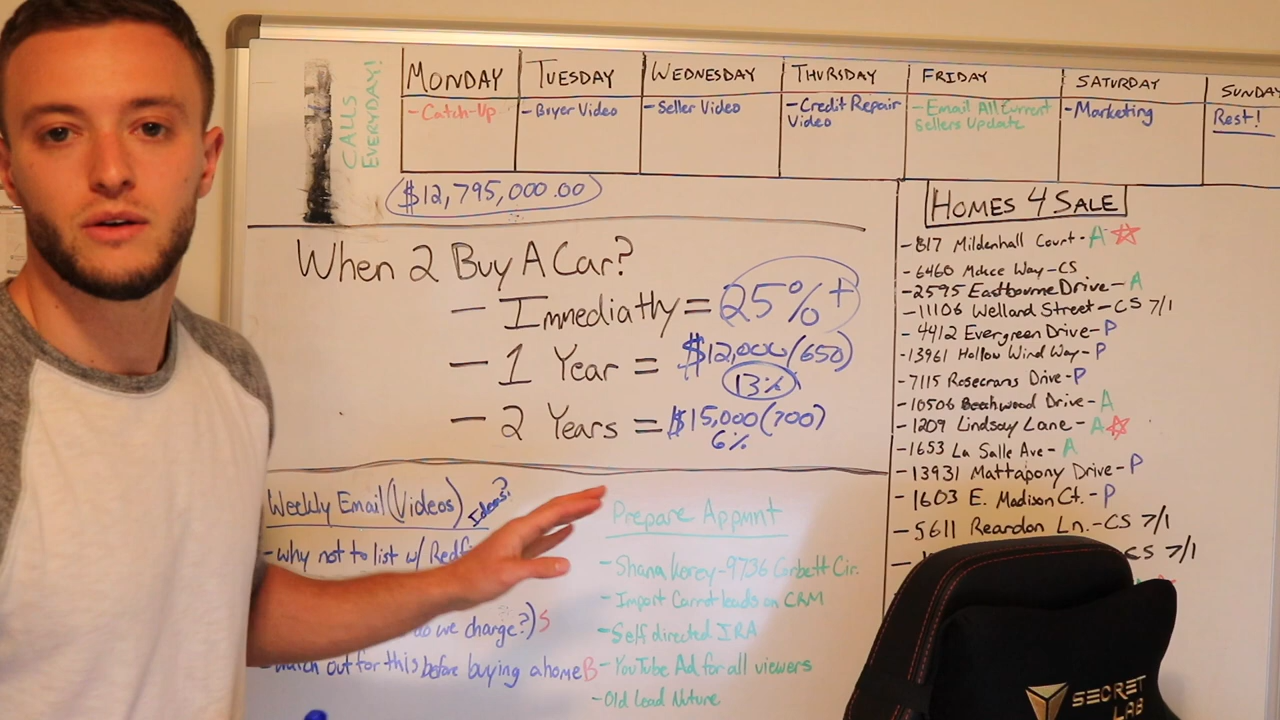 CALLS
EVERYDAY!
MONDAY
TUESDAY
WEDNESDAY
THURSDAY
FRIDAY
SATURDAY
SUNDAY
- Catch-Up
- Buyer Video
- Seller Video
- Credit Repair
Video
- Email All Current
Sellers Update
- Marketing
Rest!
$12,795,000.00
When 2 Buy A Car?
- Immediatly = 25%+
- 1 Year = $12,000 (650)
13%
- 2 Years = $15,000 (700)
6%
Weekly Email (Videos)
Ideas?
- why not to list w/
do we charge?) S
out for this before buying a home B
Prepare Appmnt
- Shana Korey - 9736 Corbett Cir.
- Import Carrot leads on CRM
- Self directed IRA
- YouTube Ad for all viewers
- Old Lead Nuture
HOMES 4 SALE
- 817 Mildenhall Court - A
- 6460 Way - CS
- 2595 Eastbourne Drive - A
- 11106 Welland Street - CS 7/1
- 4412 Evergreen Drive - P
- 13961 Hollow Wind Way - P
- 7115 Rosecrans Drive - P
- 10506 Beechwood Drive - A
- 1209 Lindsay Lane - A
- 1653 La Salle Ave - A
- 13931 Mattapony Drive - P
- 1603 E. Madison Ct. - P
- 5611 Reardon Ln. - CS 7/1
CS 7/1
SECRET
LAB